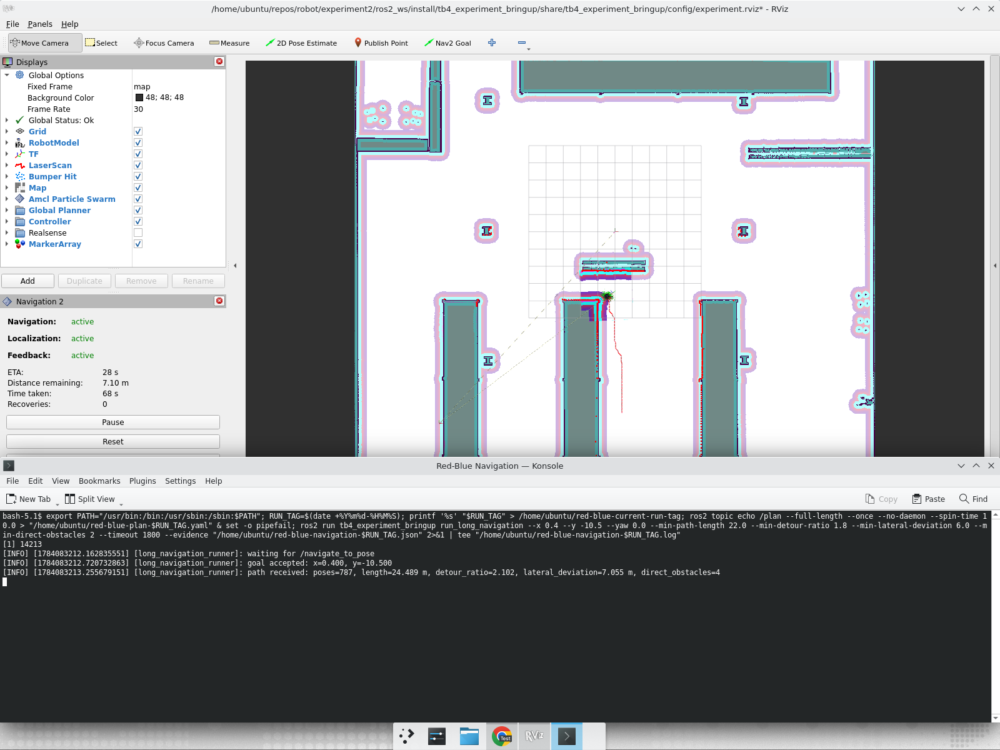 /home/ubuntu/repos/robot/experiment2/ros2_ws/install/tb4_experiment_bringup/share/tb4_experiment_bringup/config/experiment.rviz* - RViz
File Panels Help
Move Camera Select Focus Camera Measure 2D Pose Estimate Publish Point Nav2 Goal
Displays
Global Options
Fixed Frame map
Background Color 48; 48; 48
Frame Rate 30
Global Status: Ok
Grid
RobotModel
TF
LaserScan
Bumper Hit
Map
Amcl Particle Swarm
Global Planner
Controller
Realsense
MarkerArray
Add Duplicate Remove Rename
Navigation 2
Navigation: active
Localization: active
Feedback: active
ETA: 28 s
Distance remaining: 7.10 m
Time taken: 68 s
Recoveries: 0
Pause
Reset
Red-Blue Navigation — Konsole
File Edit View Bookmarks Plugins Settings Help
New Tab Split View Copy Paste Find
bash-5.1$ export PATH="/usr/bin:/bin:/usr/sbin:/sbin:$PATH"; RUN_TAG=$(date +%Y%m%d-%H%M%S); printf '%s' "$RUN_TAG" > /home/ubuntu/red-blue-current-run-tag; ros2 topic echo /plan --full-length --once --no-daemon --spin-time 1
0.0 > "/home/ubuntu/red-blue-plan-$RUN_TAG.yaml" & set -o pipefail; ros2 run tb4_experiment_bringup run_long_navigation --x 0.4 --y -10.5 --yaw 0.0 --min-path-length 22.0 --min-detour-ratio 1.8 --min-lateral-deviation 6.0 --m
in-direct-obstacles 2 --timeout 1800 --evidence "/home/ubuntu/red-blue-navigation-$RUN_TAG.json" 2>&1 | tee "/home/ubuntu/red-blue-navigation-$RUN_TAG.log"
[1] 14213
[INFO] [1784083212.162835551] [long_navigation_runner]: waiting for /navigate_to_pose
[INFO] [1784083212.720732863] [long_navigation_runner]: goal accepted: x=0.400, y=-10.500
[INFO] [1784083213.255679151] [long_navigation_runner]: path received: poses=787, length=24.489 m, detour_ratio=2.102, lateral_deviation=7.055 m, direct_obstacles=4
Test
RViz